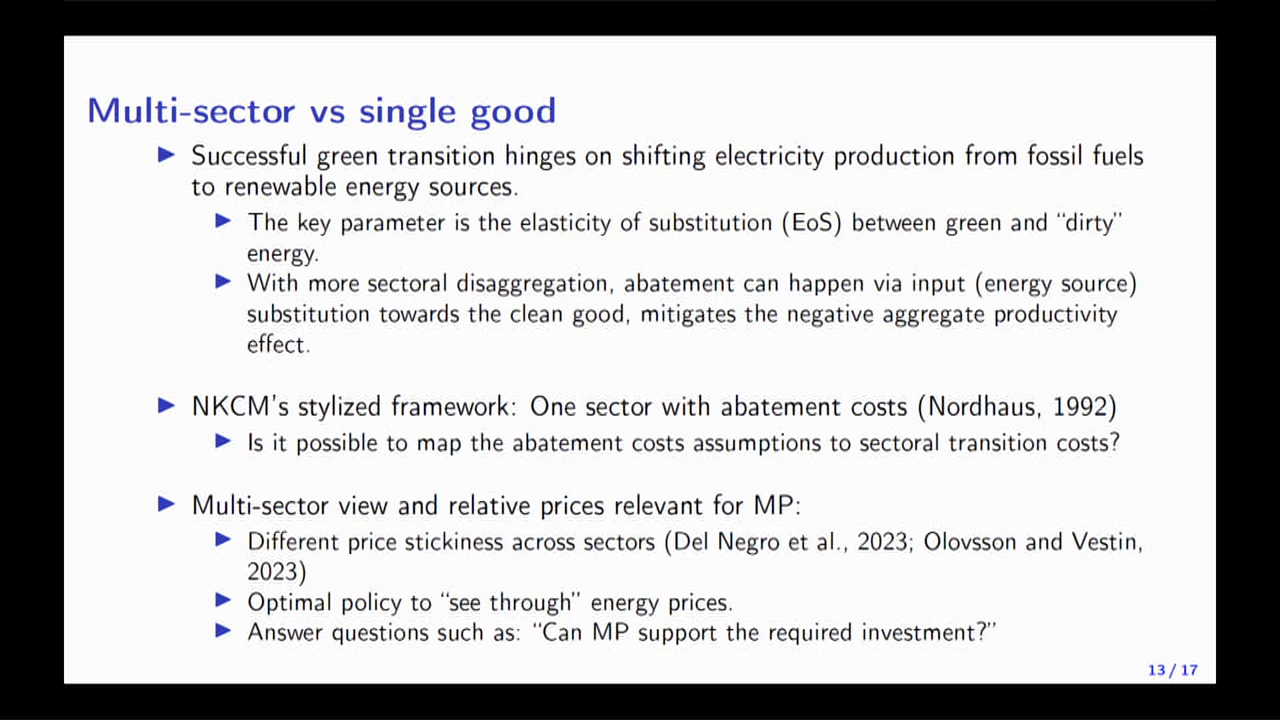 Multi-sector vs single good
▶ Successful green transition hinges on shifting electricity production from fossil fuels
to renewable energy sources.
▶ The key parameter is the elasticity of substitution (EoS) between green and “dirty”
energy.
▶ With more sectoral disaggregation, abatement can happen via input (energy source)
substitution towards the clean good, mitigates the negative aggregate productivity
effect.
▶ NKCM's stylized framework: One sector with abatement costs (Nordhaus, 1992)
▶ Is it possible to map the abatement costs assumptions to sectoral transition costs?
▶ Multi-sector view and relative prices relevant for MP:
▶ Different price stickiness across sectors (Del Negro et al., 2023; Olovsson and Vestin,
2023)
▶ Optimal policy to “see through” energy prices.
▶ Answer questions such as: “Can MP support the required investment?”
13 / 17